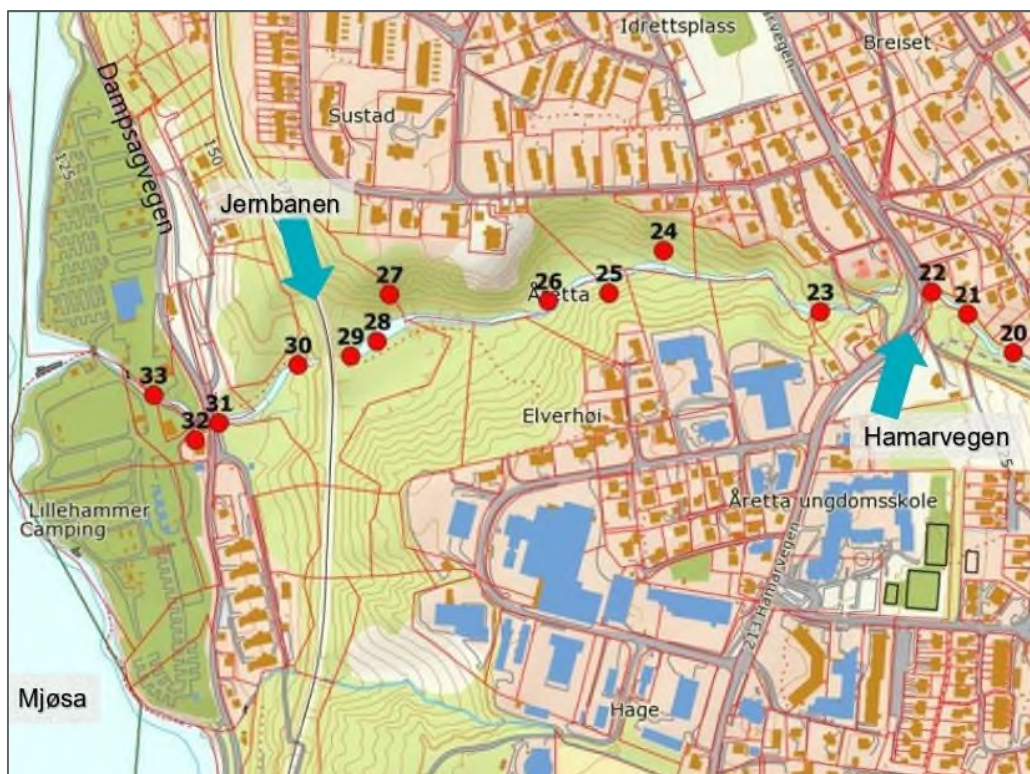 Idrettsplass
Hamarvegen
Breiset
Dampsagvegen
Sustad
125
150
Jernbanen
24
27
26
25
Åretta
22
23
21
20
28
29
30
33
31
32
Elverhøi
Hamarvegen
Lillehammer
Camping
Åretta ungdomsskole
213 Hamarvegen
Mjøsa
Hage